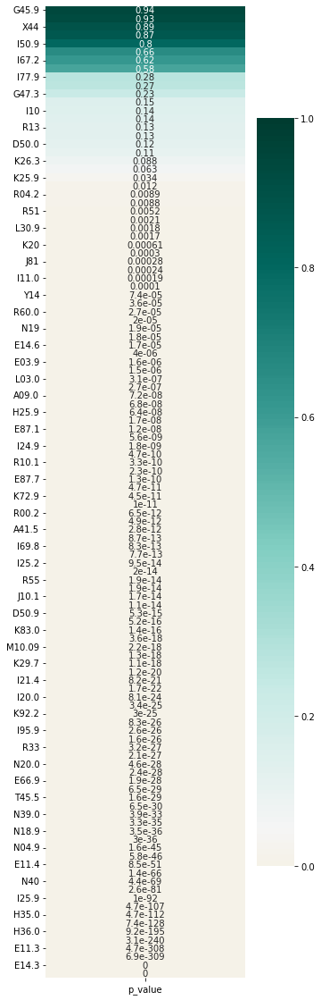 G45.9 0.94
0.93
X44 0.89
0.87
I50.9 0.8
0.66
I67.2 0.62
0.58
I77.9 0.28
0.27
G47.3 0.23
0.15
I10 0.14
0.14
R13 0.13
0.13
D50.0 0.12
0.11
K26.3 0.088
0.063
K25.9 0.034
0.012
R04.2 0.0089
0.0088
R51 0.0052
0.0021
L30.9 0.0018
0.0017
K20 0.00061
0.0003
J81 0.00028
0.00024
I11.0 0.00019
0.0001
Y14 7.4e-05
3.6e-05
R60.0 2.7e-05
2e-05
N19 1.9e-05
1.8e-05
E14.6 1.7e-05
4e-06
E03.9 1.6e-06
1.5e-06
L03.0 3.1e-07
2.7e-07
A09.0 7.2e-08
6.8e-08
H25.9 6.4e-08
1.7e-08
E87.1 1.2e-08
5.6e-09
I24.9 1.8e-09
4.7e-10
R10.1 3.3e-10
2.3e-10
E87.7 1.3e-10
4.7e-11
K72.9 4.5e-11
1e-11
R00.2 6.5e-12
4.9e-12
A41.5 2.8e-12
8.7e-13
I69.8 8.3e-13
7.7e-13
I25.2 9.5e-14
2e-14
R55 1.9e-14
1.9e-14
J10.1 1.7e-14
1.1e-14
D50.9 5.3e-15
5.2e-16
K83.0 1.4e-16
3.6e-18
M10.09 2.2e-18
1.3e-18
K29.7 1.1e-18
1.2e-20
I21.4 8.2e-21
1.7e-22
I20.0 8.1e-24
3.4e-25
K92.2 3e-25
8.3e-26
I95.9 2.6e-26
1.6e-26
R33 3.2e-27
2.1e-27
N20.0 4.6e-28
2.4e-28
E66.9 1.9e-28
6.5e-29
T45.5 1.6e-29
6.5e-30
N39.0 3.9e-33
3.3e-35
N18.9 3.5e-36
3e-36
N04.9 1.6e-45
5.8e-46
E11.4 8.5e-51
1.4e-66
N40 4.4e-69
2.6e-81
I25.9 1e-92
4.7e-107
H35.0 4.7e-112
7.4e-128
H36.0 9.2e-195
3.1e-240
E11.3 4.7e-308
6.9e-309
E14.3 0
0
p_value
1.0
0.8
0.6
0.4
0.2
0.0